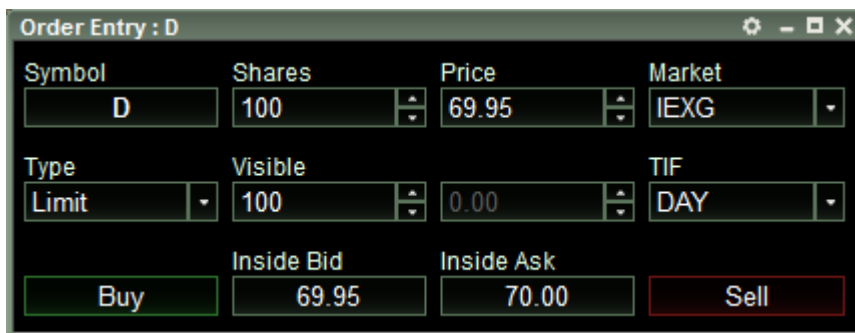 Order Entry : D
Symbol Shares Price Market
D 100 69.95 IEXG
Type Visible TIF
Limit 100 0.00 DAY
Inside Bid Inside Ask
Buy 69.95 70.00 Sell